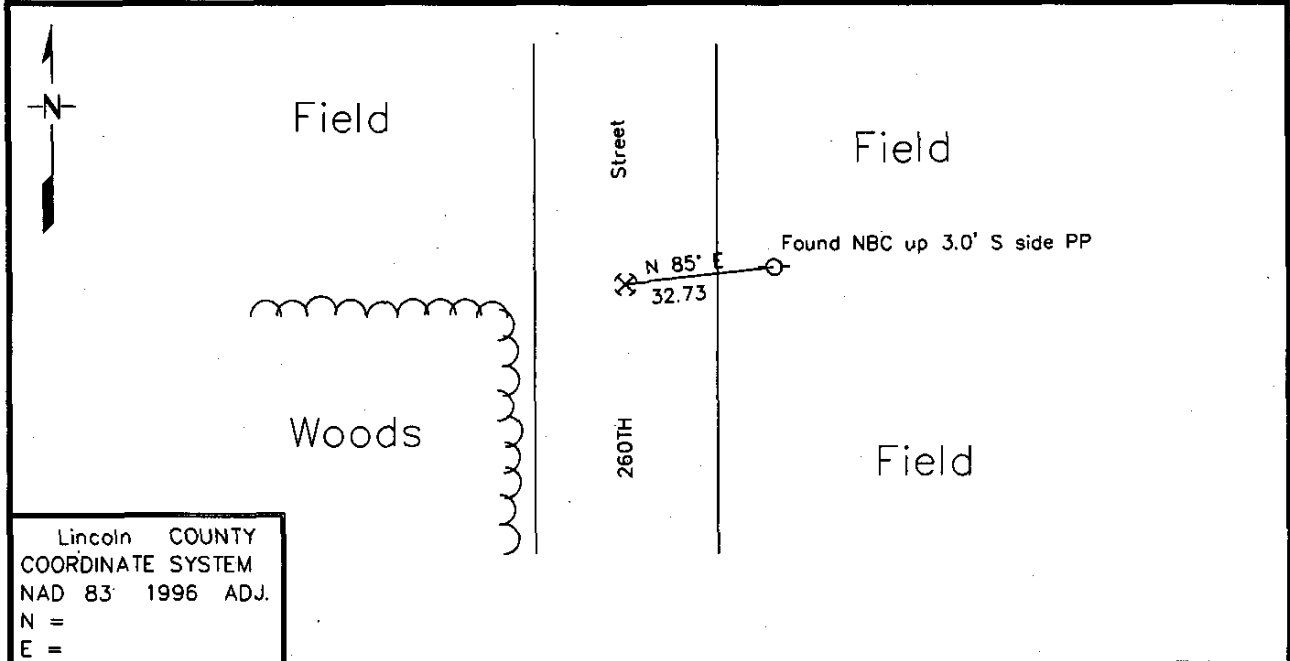 N
Field
Street
Field
Found NBC up 3.0' S side PP
N 85° E
32.73
Woods
260TH
Field
Lincoln COUNTY
COORDINATE SYSTEM
NAD 83 1996 ADJ.
N =
E =